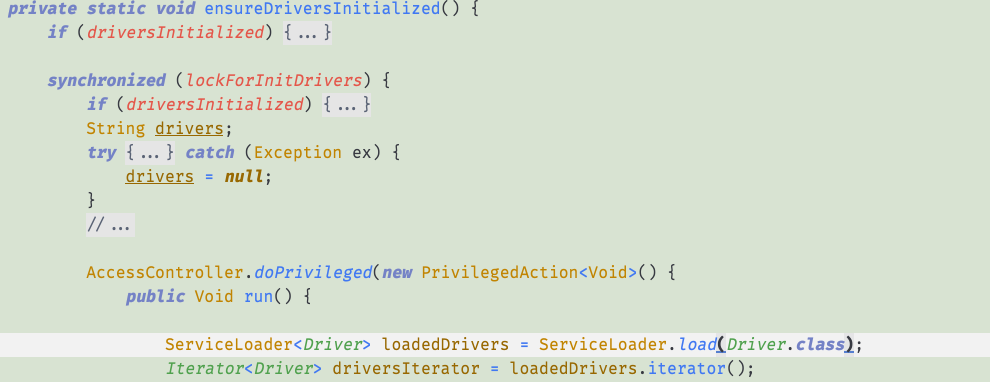 private static void ensureDriversInitialized() {
if (driversInitialized) {...}
synchronized (lockForInitDrivers) {
if (driversInitialized) {...}
String drivers;
try {...} catch (Exception ex) {
drivers = null;
}
// ...
AccessController.doPrivileged(new PrivilegedAction<Void>() {
public Void run() {
ServiceLoader<Driver> loadedDrivers = ServiceLoader.load(Driver.class);
Iterator<Driver> driversIterator = loadedDrivers.iterator();